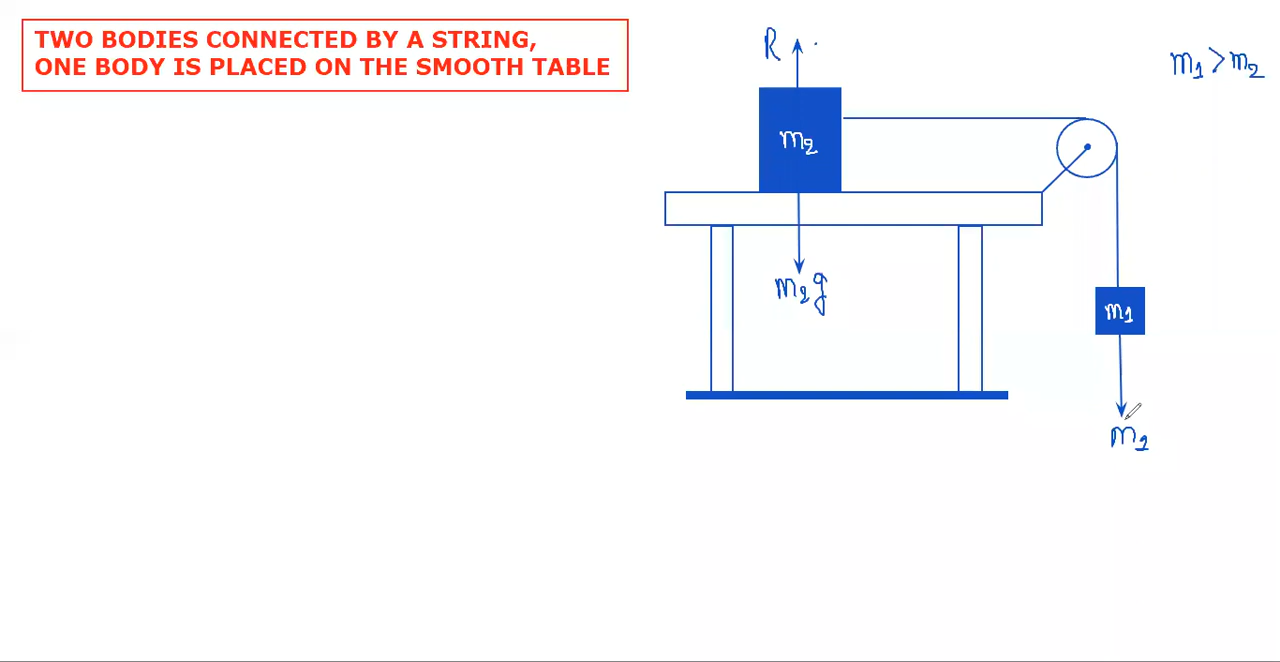 TWO BODIES CONNECTED BY A STRING,
ONE BODY IS PLACED ON THE SMOOTH TABLE
R
m₁>m₂
m₂
m₂g
m₁
m₁